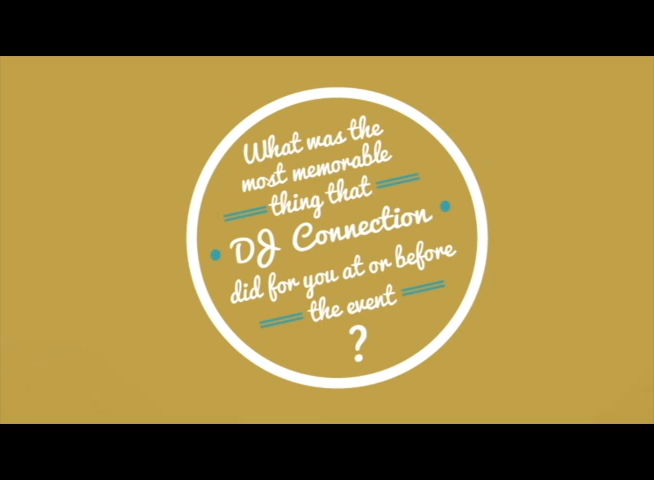 What was the
most memorable
thing that
DJ Connection
did for you at or before
the event
?